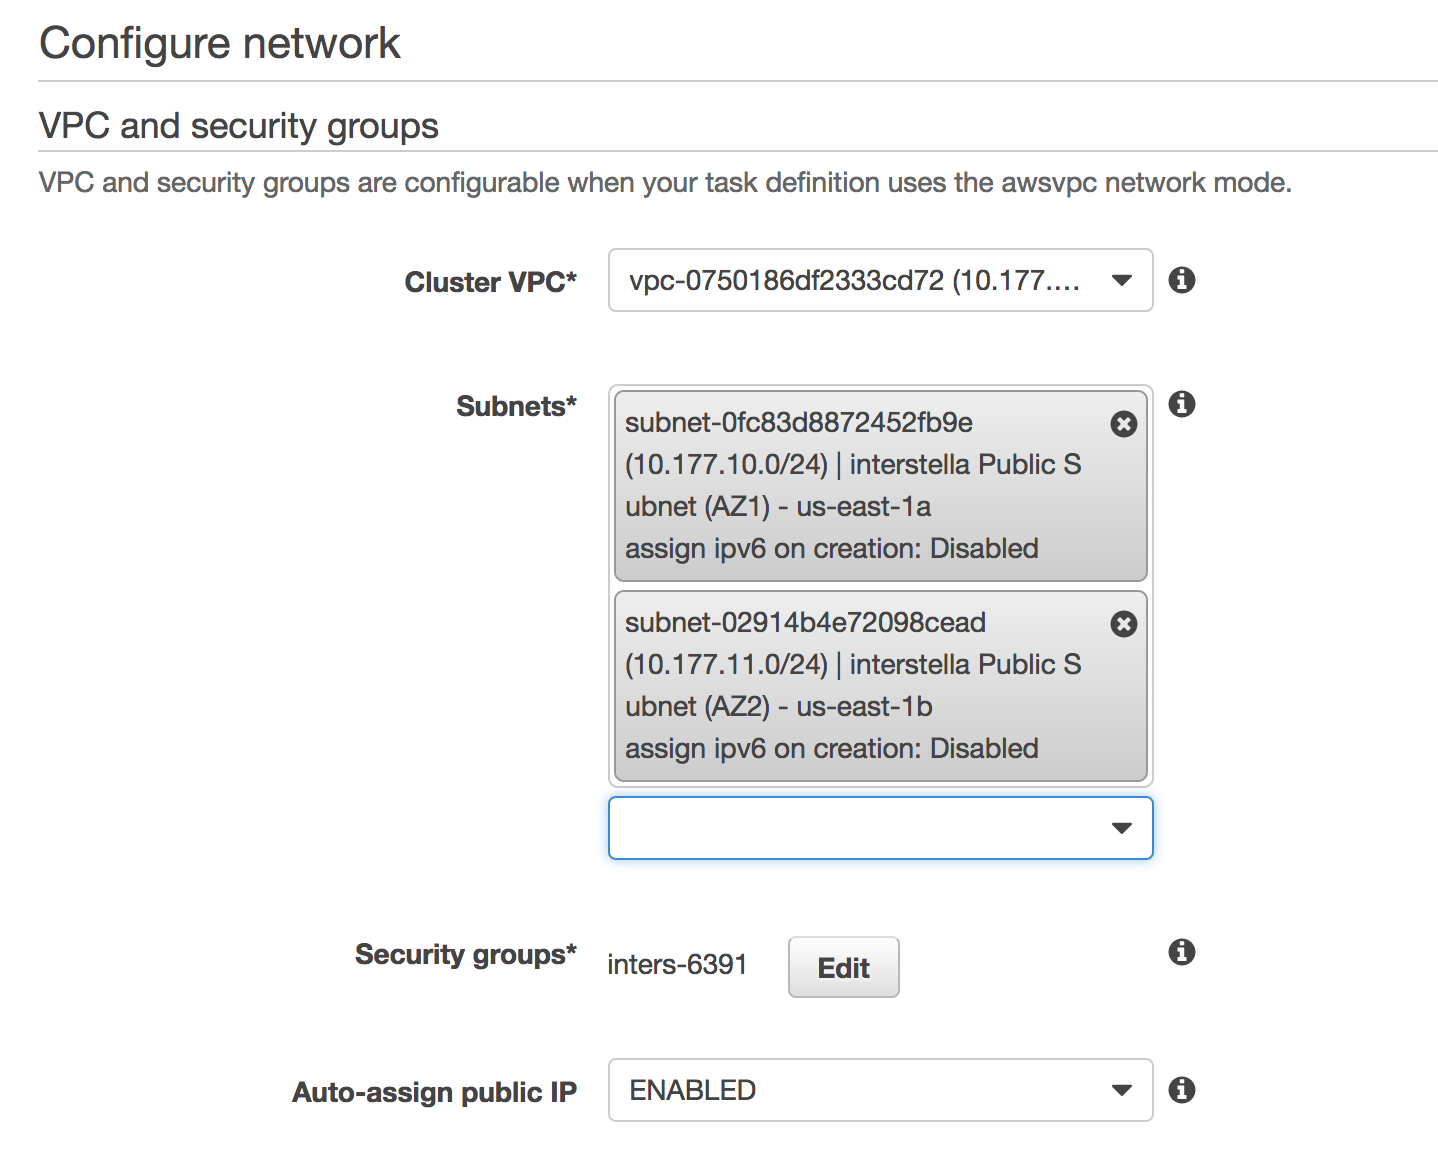 Configure network
VPC and security groups
VPC and security groups are configurable when your task definition uses the awsvpc network mode.
Cluster VPC*
vpc-0750186df2333cd72 (10.177....
Subnets*
subnet-0fc83d8872452fb9e
(10.177.10.0/24) | interstella Public S
ubnet (AZ1) - us-east-1a
assign ipv6 on creation: Disabled
subnet-02914b4e72098cead
(10.177.11.0/24) | interstella Public S
ubnet (AZ2) - us-east-1b
assign ipv6 on creation: Disabled
Security groups*
inters-6391
Edit
Auto-assign public IP
ENABLED